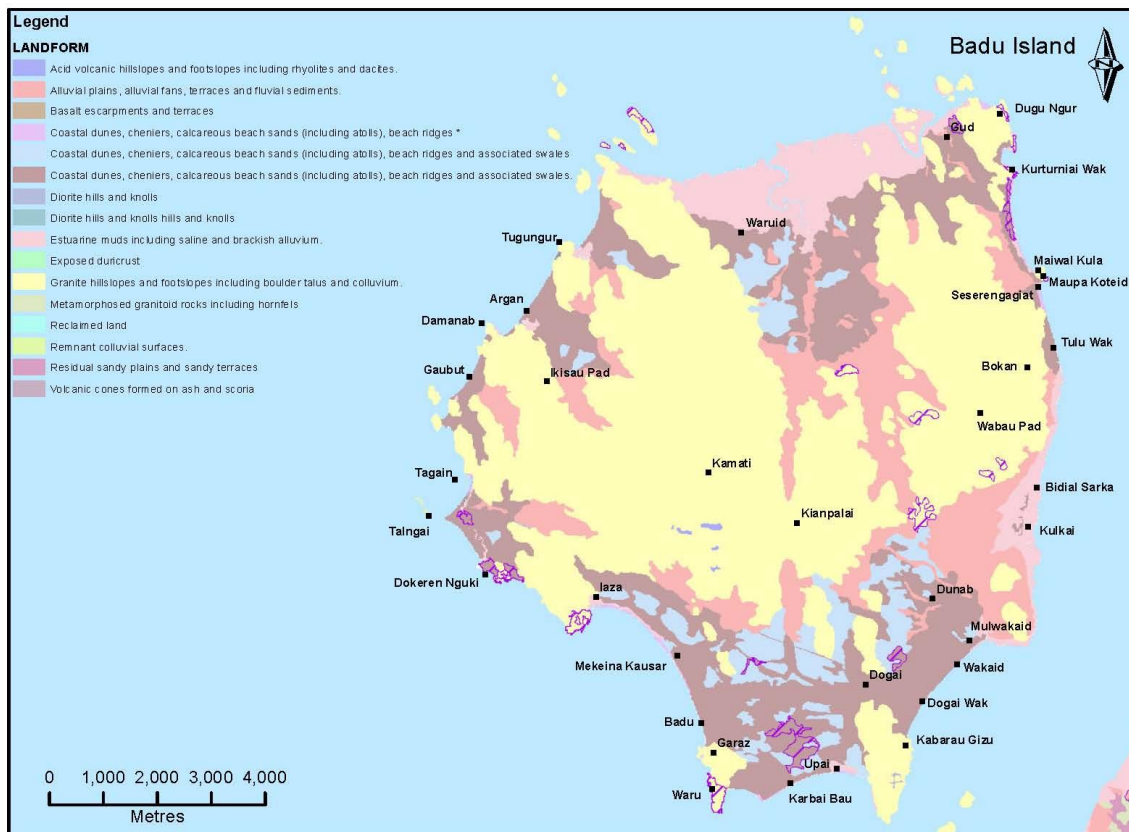 Legend
LANDFORM
Acid volcanic hillslopes and footslopes including rhyolites and dacites.
Alluvial plains, alluvial fans, terraces and fluvial sediments.
Basalt escarpments and terraces
Coastal dunes, cheniers, calcareous beach sands (including atolls), beach ridges *
Coastal dunes, cheniers, calcareous beach sands (including atolls), beach ridges and associated swales
Coastal dunes, cheniers, calcareous beach sands (including atolls), beach ridges and associated swales.
Diorite hills and knolls
Diorite hills and knolls hills and knolls
Estuarine muds including saline and brackish alluvium.
Exposed duricrust
Granite hillslopes and footslopes including boulder talus and colluvium.
Metamorphosed granitoid rocks including hornfels
Reclaimed land
Remnant colluvial surfaces.
Residual sandy plains and sandy terraces
Volcanic cones formed on ash and scoria
Badu Island
N
Dugu Ngur
Gud
Kurturniai Wak
Waruid
Tugungur
Maiwal Kula
Maupa Koteid
Seserengagiat
Argan
Damanab
Tulu Wak
Bokan
Gaubut
Ikisau Pad
Wabau Pad
Kamati
Tagain
Bidial Sarka
Talngai
Kianpalai
Kulkai
Dokeren Nguki
Iaza
Dunab
Mulwakaid
Mekeina Kausar
Wakaid
Dogai
Dogai Wak
Badu
Garaz
Kabarau Gizu
Upai
Waru
Karbai Bau
0 1,000 2,000 3,000 4,000
Metres